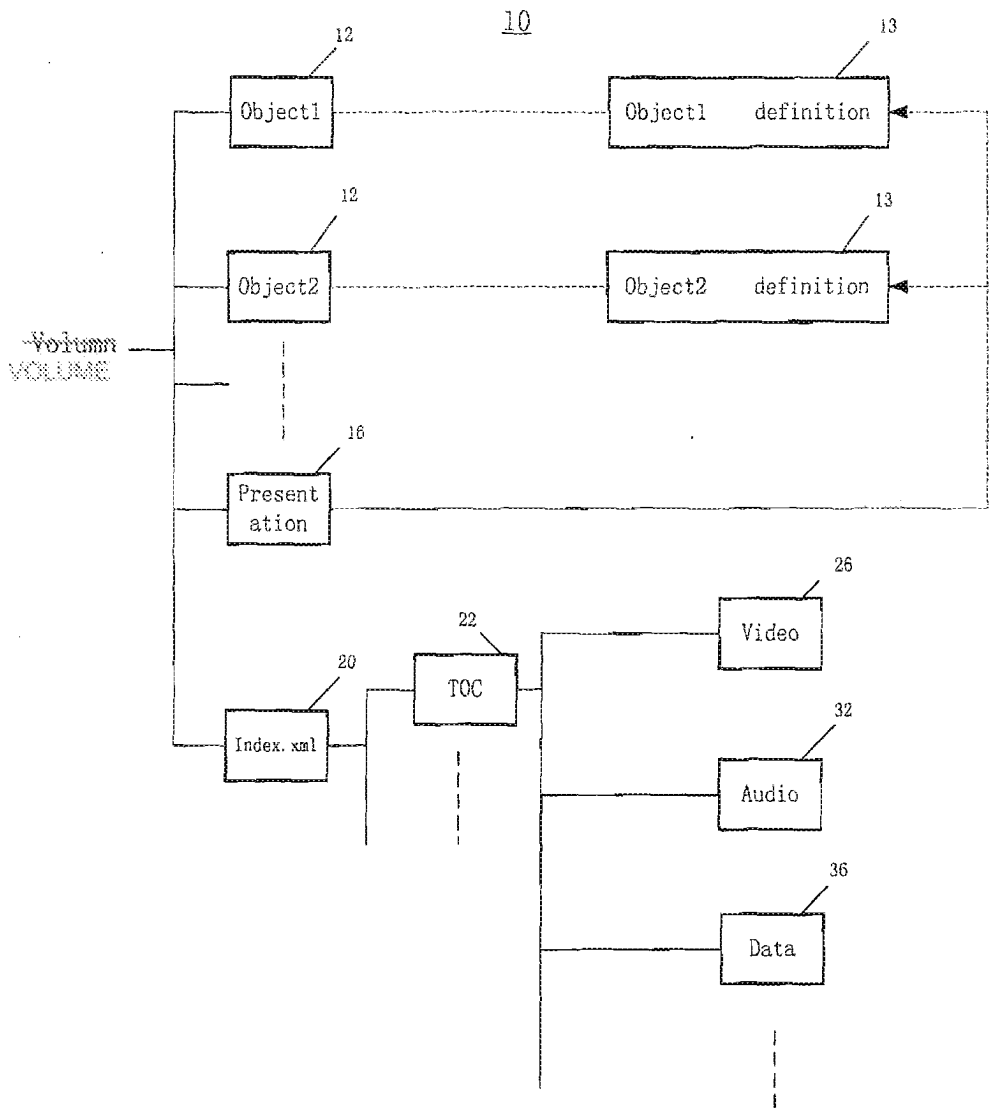 10
12
13
Object1
Object1 definition
12
13
Object2
Object2 definition
Volumn
VOLUME
16
Present
ation
26
Video
22
TOC
20
Index.xml
32
Audio
36
Data